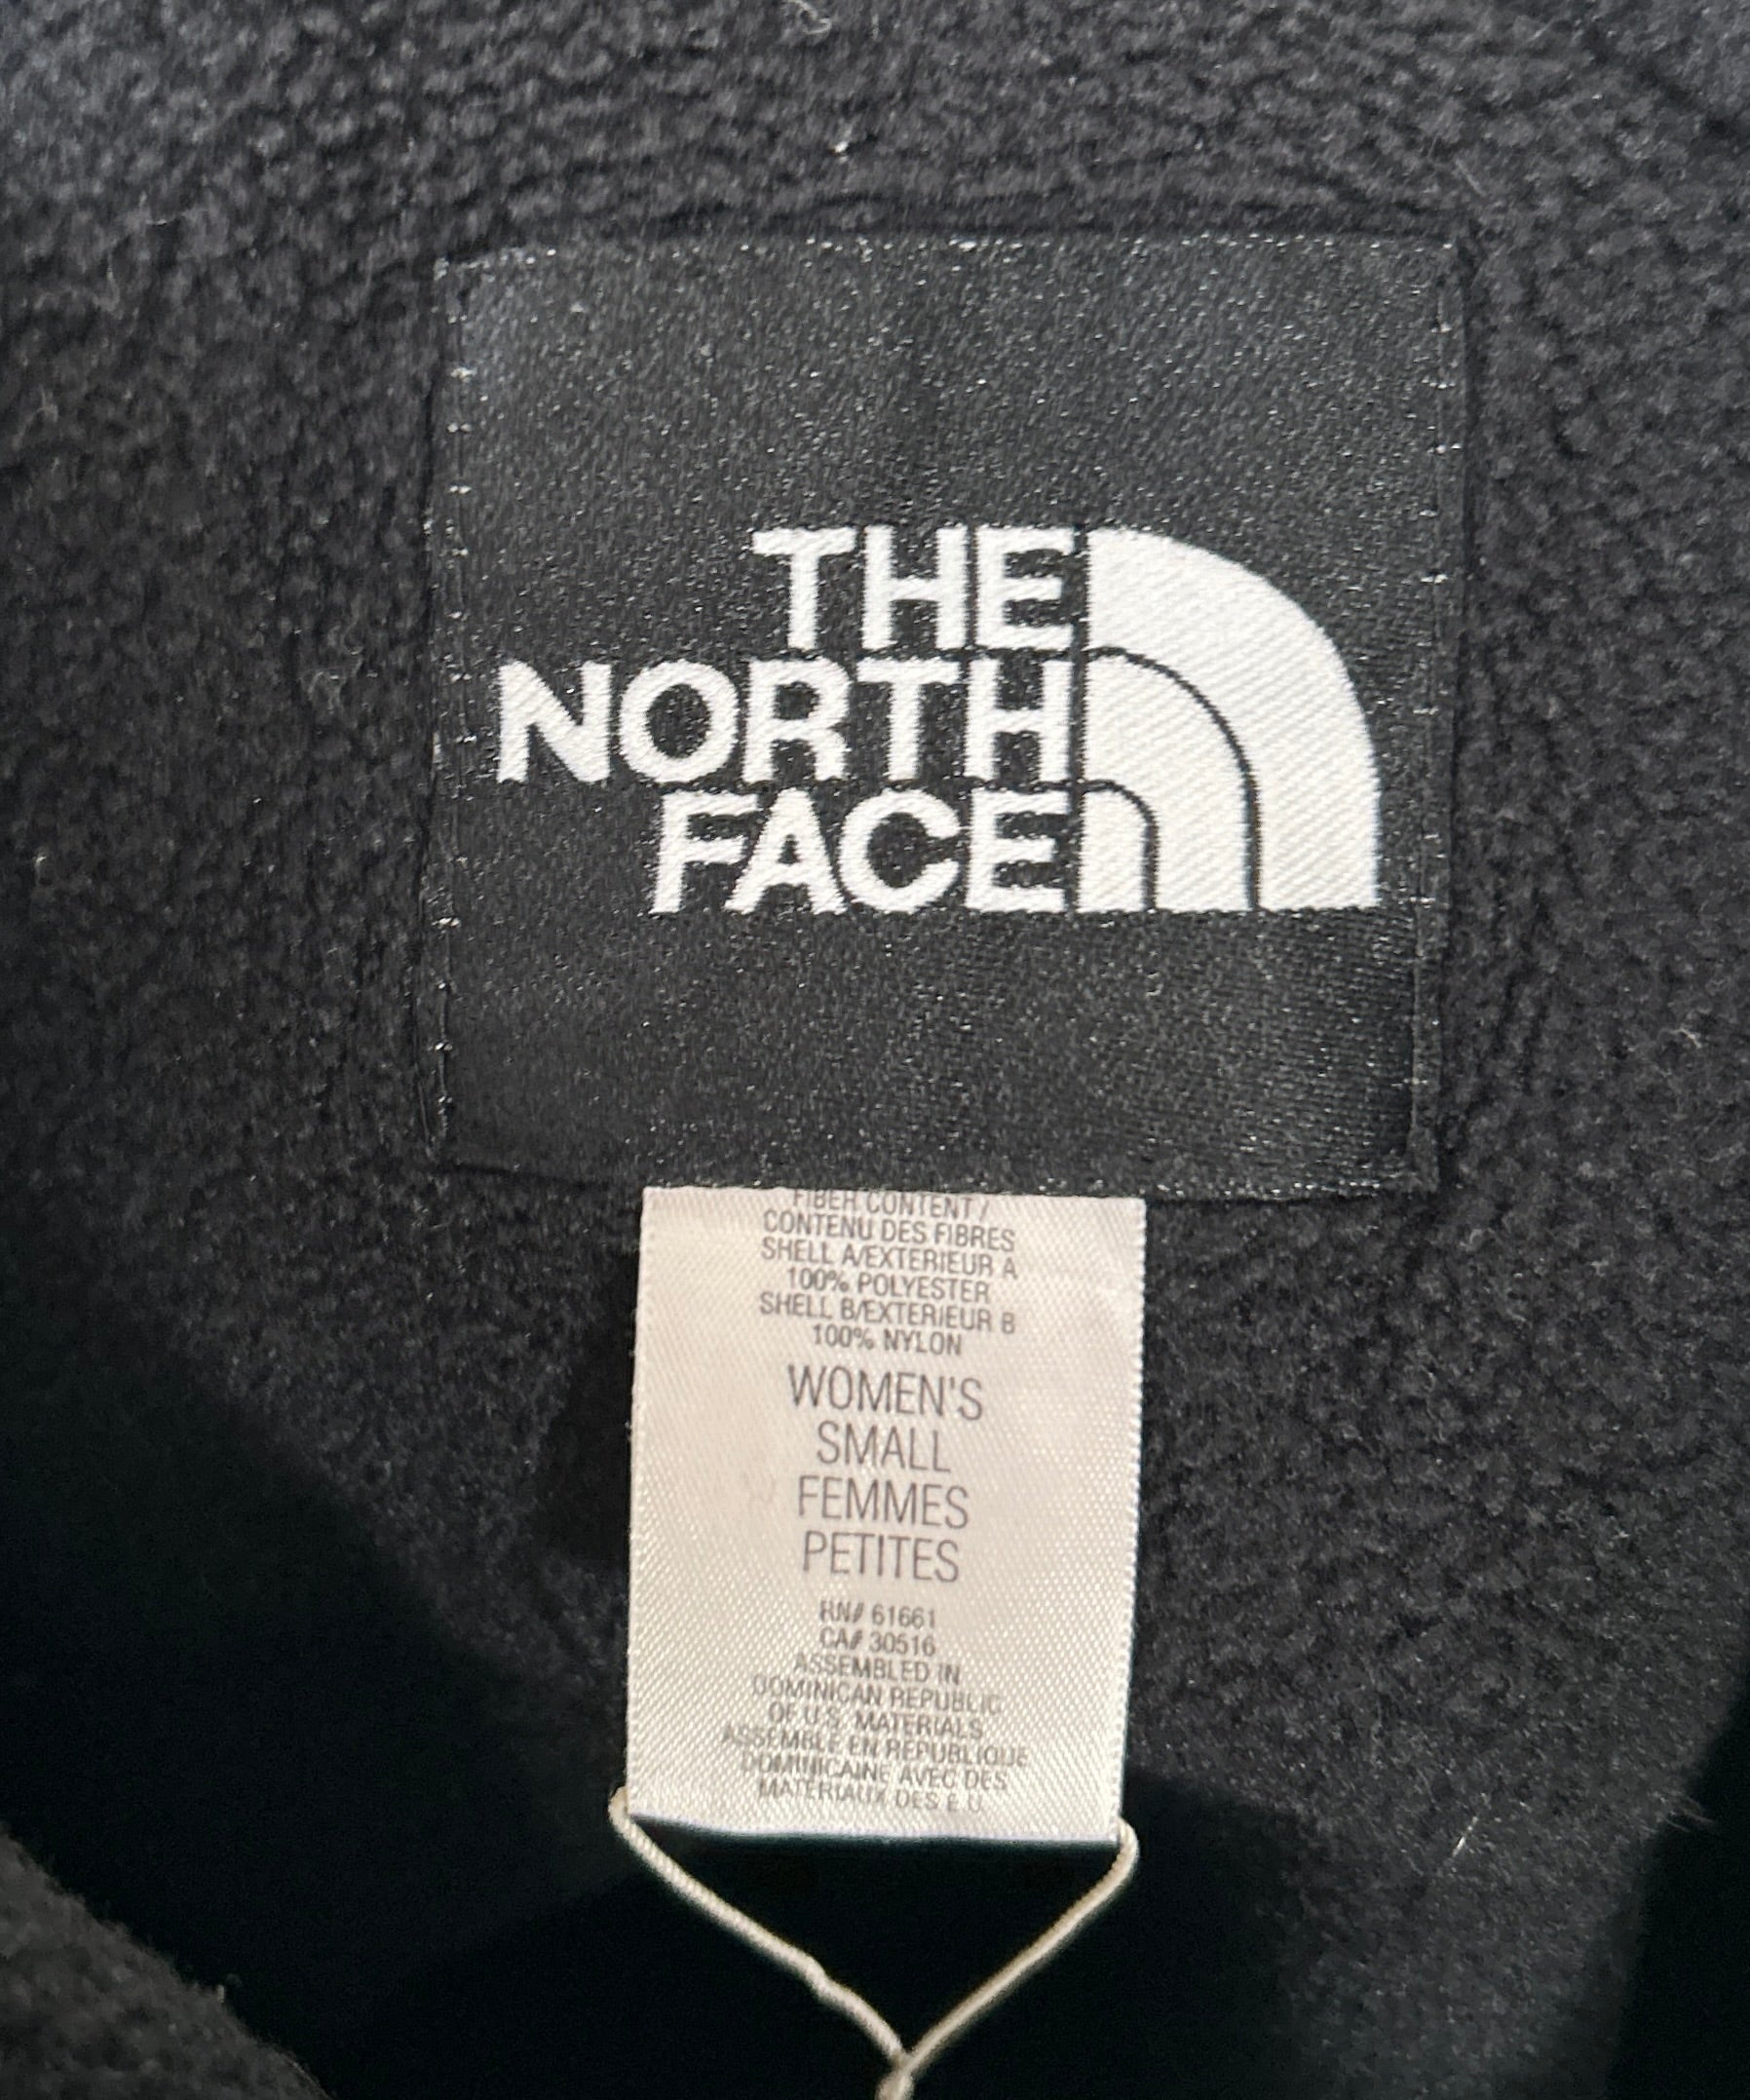 THE
NORTH
FACE
FIBER CONTENT /
CONTENU DES FIBRES
SHELL A/EXTERIEUR A
100% POLYESTER
SHELL B/EXTERIEUR B
100% NYLON
WOMEN'S
SMALL
FEMMES
PETITES
RN# 61661
CA# 30516
ASSEMBLED IN
DOMINICAN REPUBLIC
OF U.S. MATERIALS
ASSEMBLE EN REPUBLIQUE
DOMINICAINE AVEC DES
MATERIAUX DES E.U.